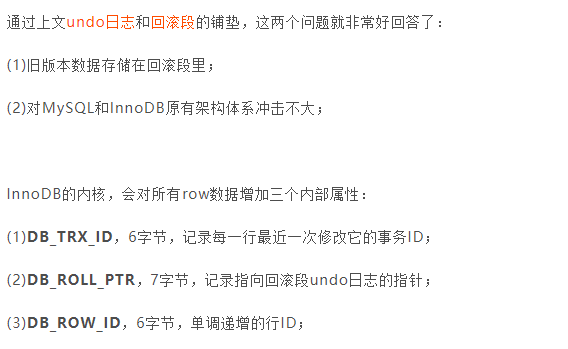 通过上文undo日志和回滚段的铺垫，这两个问题就非常好回答了：
(1)旧版本数据存储在回滚段里；
(2)对MySQL和InnoDB原有架构体系冲击不大；
InnoDB的内核，会对所有row数据增加三个内部属性：
(1)DB_TRX_ID，6字节，记录每一行最近一次修改它的事务ID；
(2)DB_ROLL_PTR，7字节，记录指向回滚段undo日志的指针；
(3)DB_ROW_ID，6字节，单调递增的行ID；